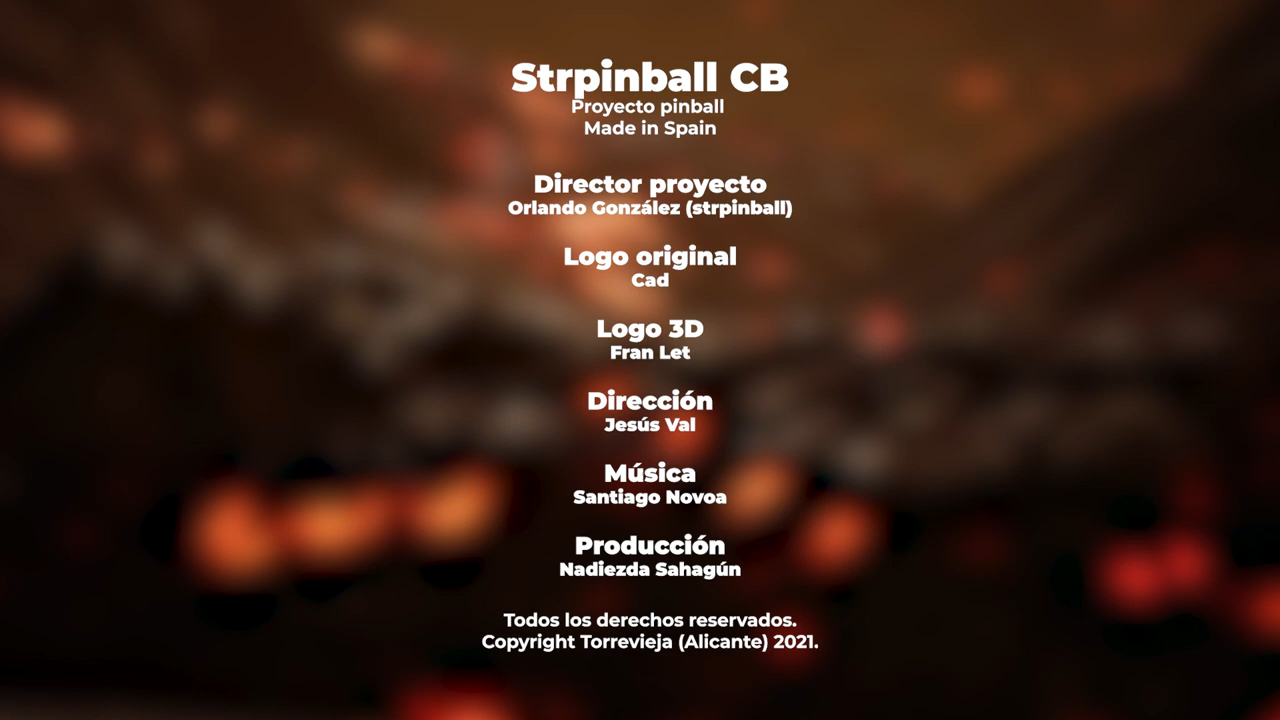 Strpinball CB
Proyecto pinball
Made in Spain
Director proyecto
Orlando González (strpinball)
Logo original
Cad
Logo 3D
Fran Let
Dirección
Jesús Val
Música
Santiago Novoa
Producción
Nadiezda Sahagún
Todos los derechos reservados.
Copyright Torrevieja (Alicante) 2021.